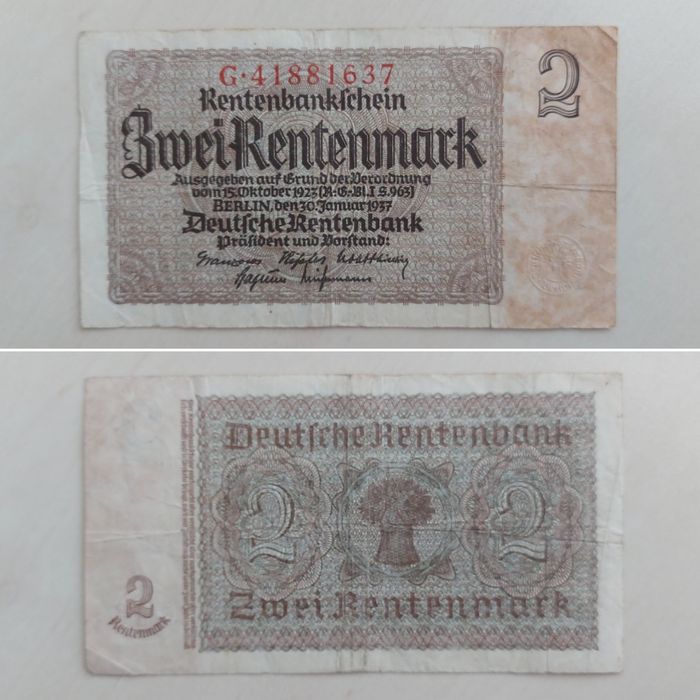 G·41881637
2
Rentenbankschein
Zwei Rentenmark
Ausgegeben auf Grund der Verordnung
vom 15. Oktober 1923 (R.-G.-Bl. I S. 963)
BERLIN, den 30. Januar 1937
Deutsche Rentenbank
Präsident und Vorstand:
Deutsche Rentenbank
2 2
Zwei Rentenmark
2
Rentenmark